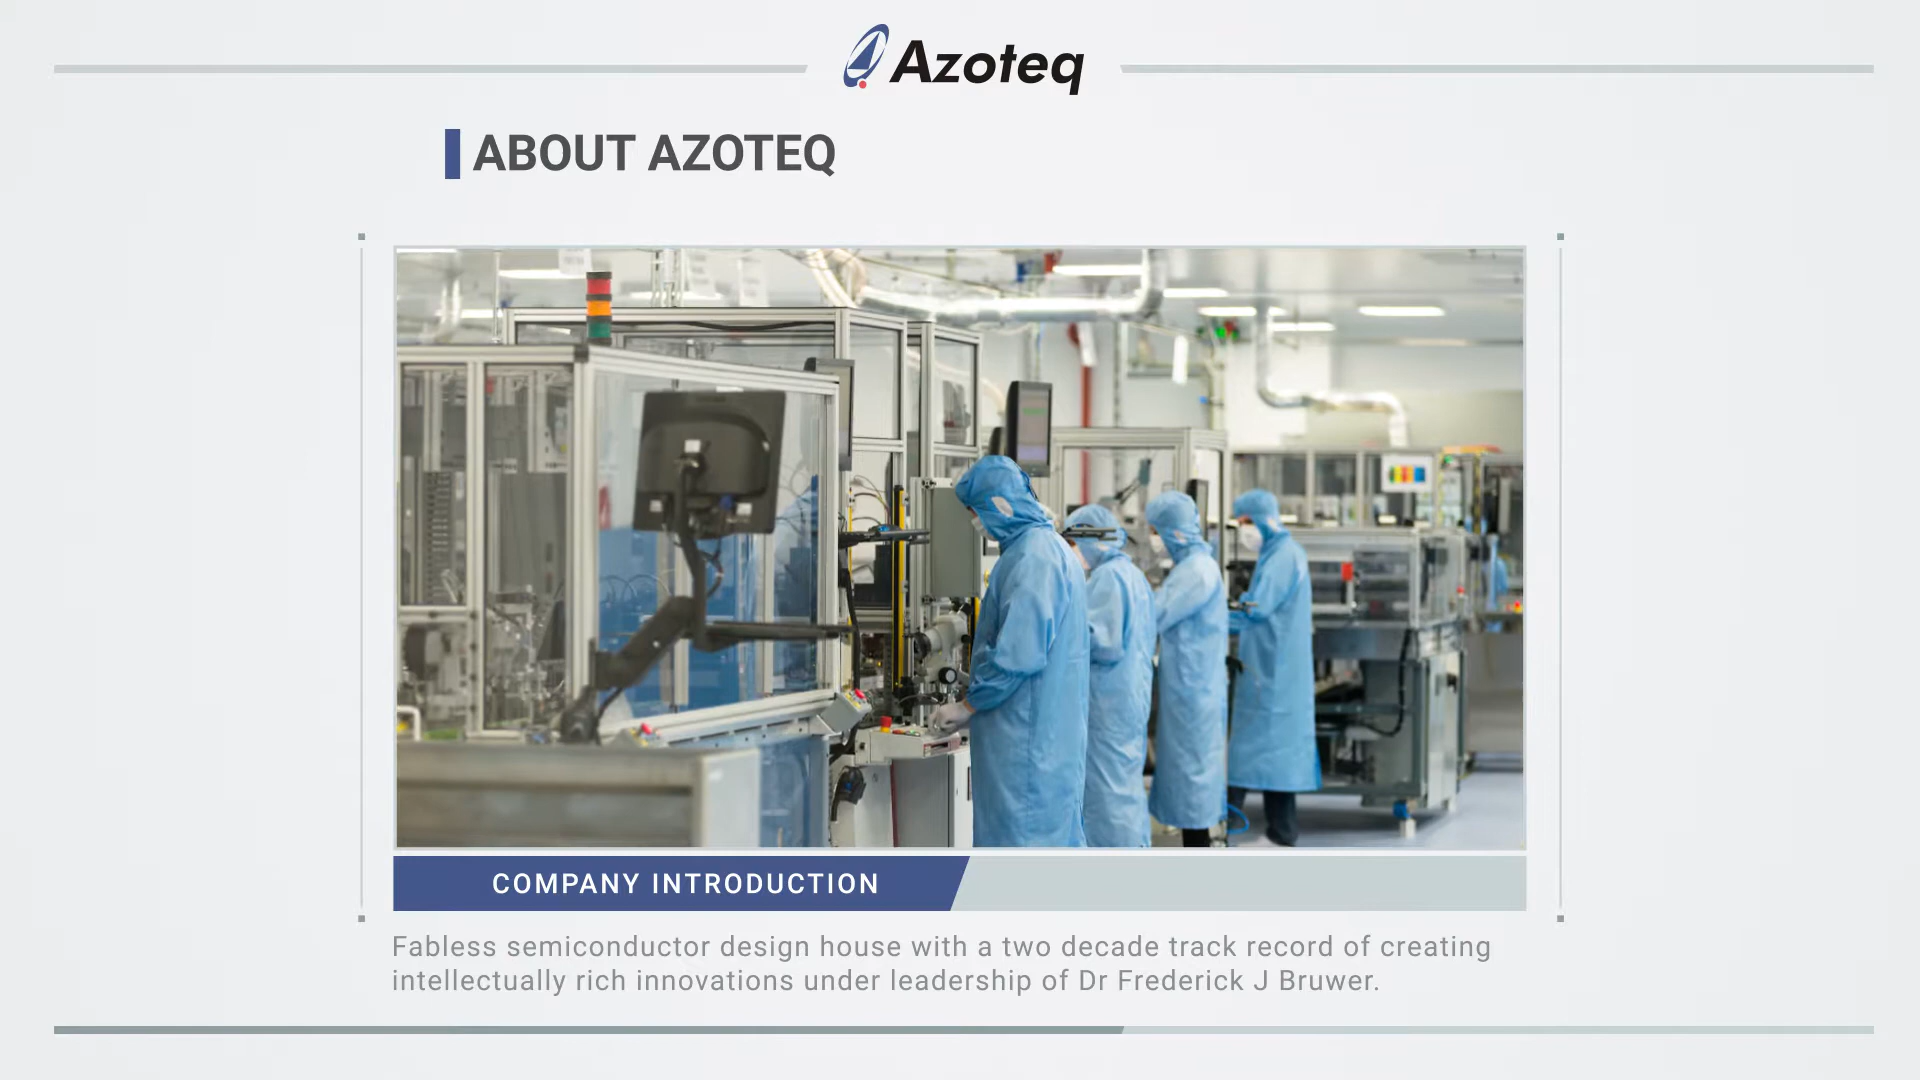 Azoteq
ABOUT AZOTEQ
COMPANY INTRODUCTION
Fabless semiconductor design house with a two decade track record of creating
intellectually rich innovations under leadership of Dr Frederick J Bruwer.